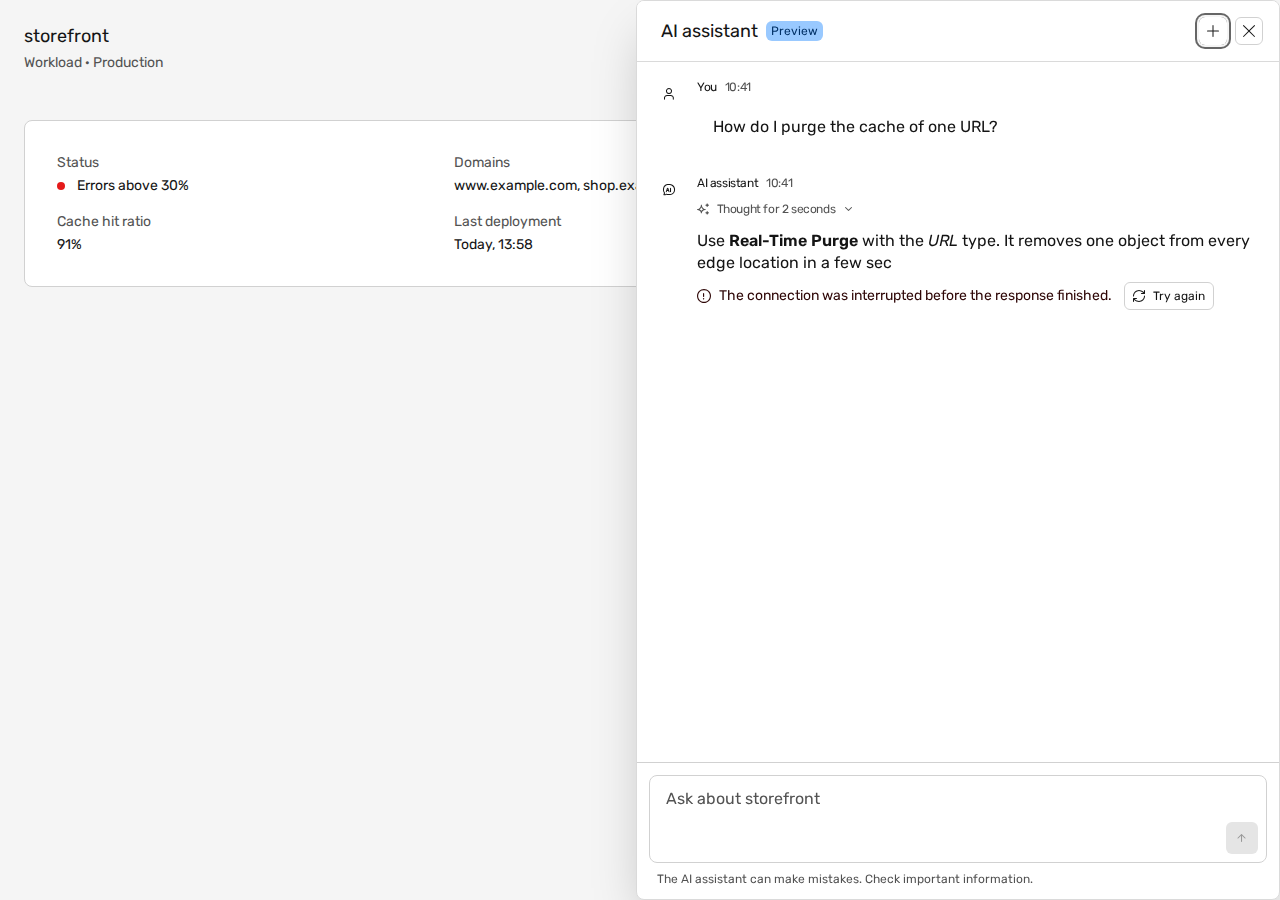 storefront
Workload • Production
Status
Errors above 30%
Domains
www.example.com, shop.exa
Cache hit ratio
91%
Last deployment
Today, 13:58
AI assistant
Preview
You 10:41
How do I purge the cache of one URL?
AI
AI assistant 10:41
Thought for 2 seconds
Use Real-Time Purge with the URL type. It removes one object from every
edge location in a few sec
The connection was interrupted before the response finished.
Try again
Ask about storefront
The AI assistant can make mistakes. Check important information.